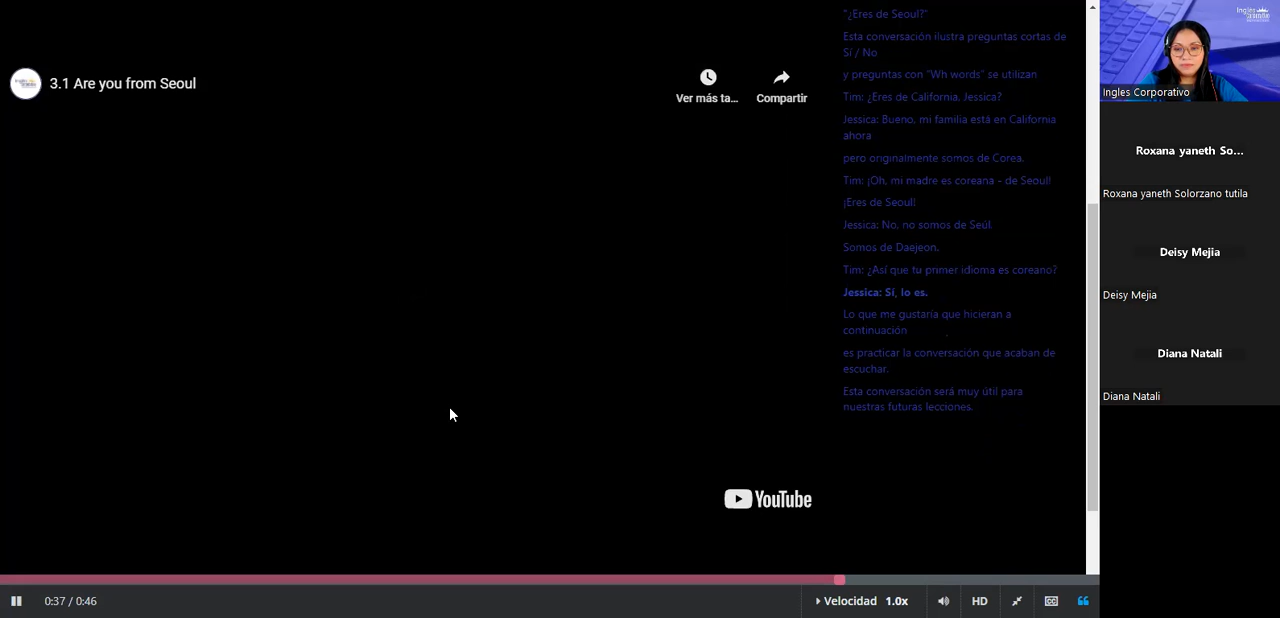 "¿Eres de Seoul?"
Esta conversación ilustra preguntas cortas de
Sí / No
y preguntas con "Wh words" se utilizan
Tim: ¿Eres de California, Jessica?
Jessica: Bueno, mi familia está en California
ahora
pero originalmente somos de Corea.
Tim: ¡Oh, mi madre es coreana - de Seoul!
¡Eres de Seoul!
Jessica: No, no somos de Seúl.
Somos de Daejeon.
Tim: ¿Así que tu primer idioma es coreano?
Jessica: Sí, lo es.
Lo que me gustaría que hicieran a
continuación
es practicar la conversación que acaban de
escuchar.
Esta conversación será muy útil para
nuestras futuras lecciones.
3.1 Are you from Seoul
Ver más ta...
Compartir
YouTube
0:37 / 0:46
Velocidad 1.0x
HD
CC
Ingles Corporativo
Roxana yaneth So...
Roxana yaneth Solorzano tutila
Deisy Mejia
Deisy Mejia
Diana Natali
Diana Natali